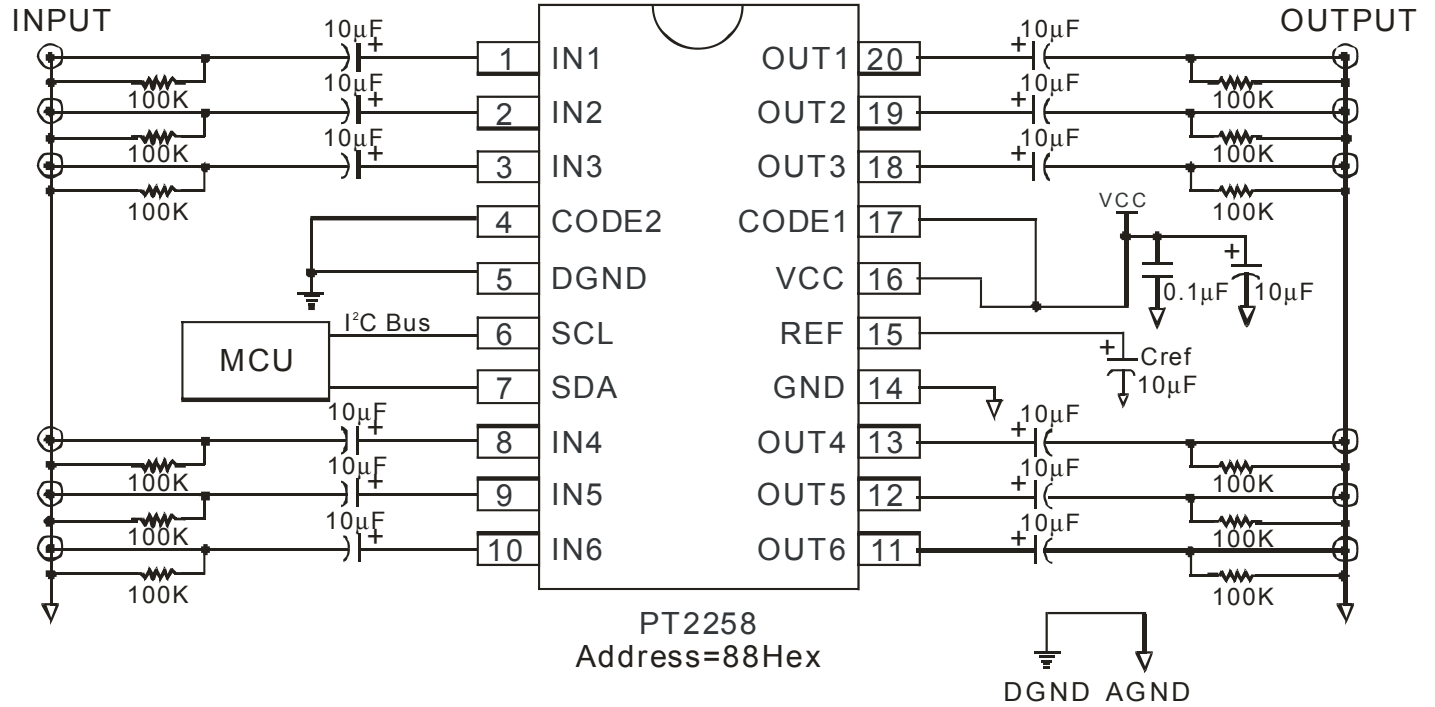 INPUT
OUTPUT
10µF
10µF
1 IN1 OUT1 20
100K
10µF
10µF
100K
2 IN2 OUT2 19
100K
10µF
10µF
100K
3 IN3 OUT3 18
100K
100K
VCC
4 CODE2 CODE1 17
5 DGND VCC 16
0.1µF 10µF
I²C Bus
MCU
6 SCL REF 15
Cref
10µF
7 SDA GND 14
10µF
10µF
8 IN4 OUT4 13
100K
10µF
10µF
100K
9 IN5 OUT5 12
100K
10µF
10µF
100K
10 IN6 OUT6 11
100K
100K
PT2258
Address=88Hex
DGND AGND